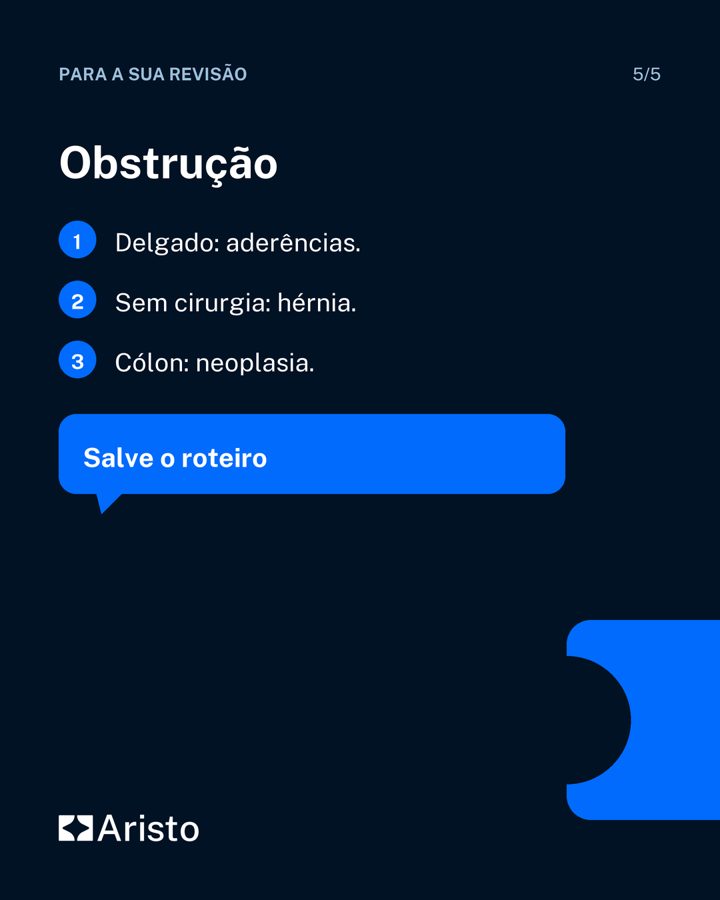 PARA A SUA REVISÃO
5/5
Obstrução
1 Delgado: aderências.
2 Sem cirurgia: hérnia.
3 Cólon: neoplasia.
Salve o roteiro
Aristo